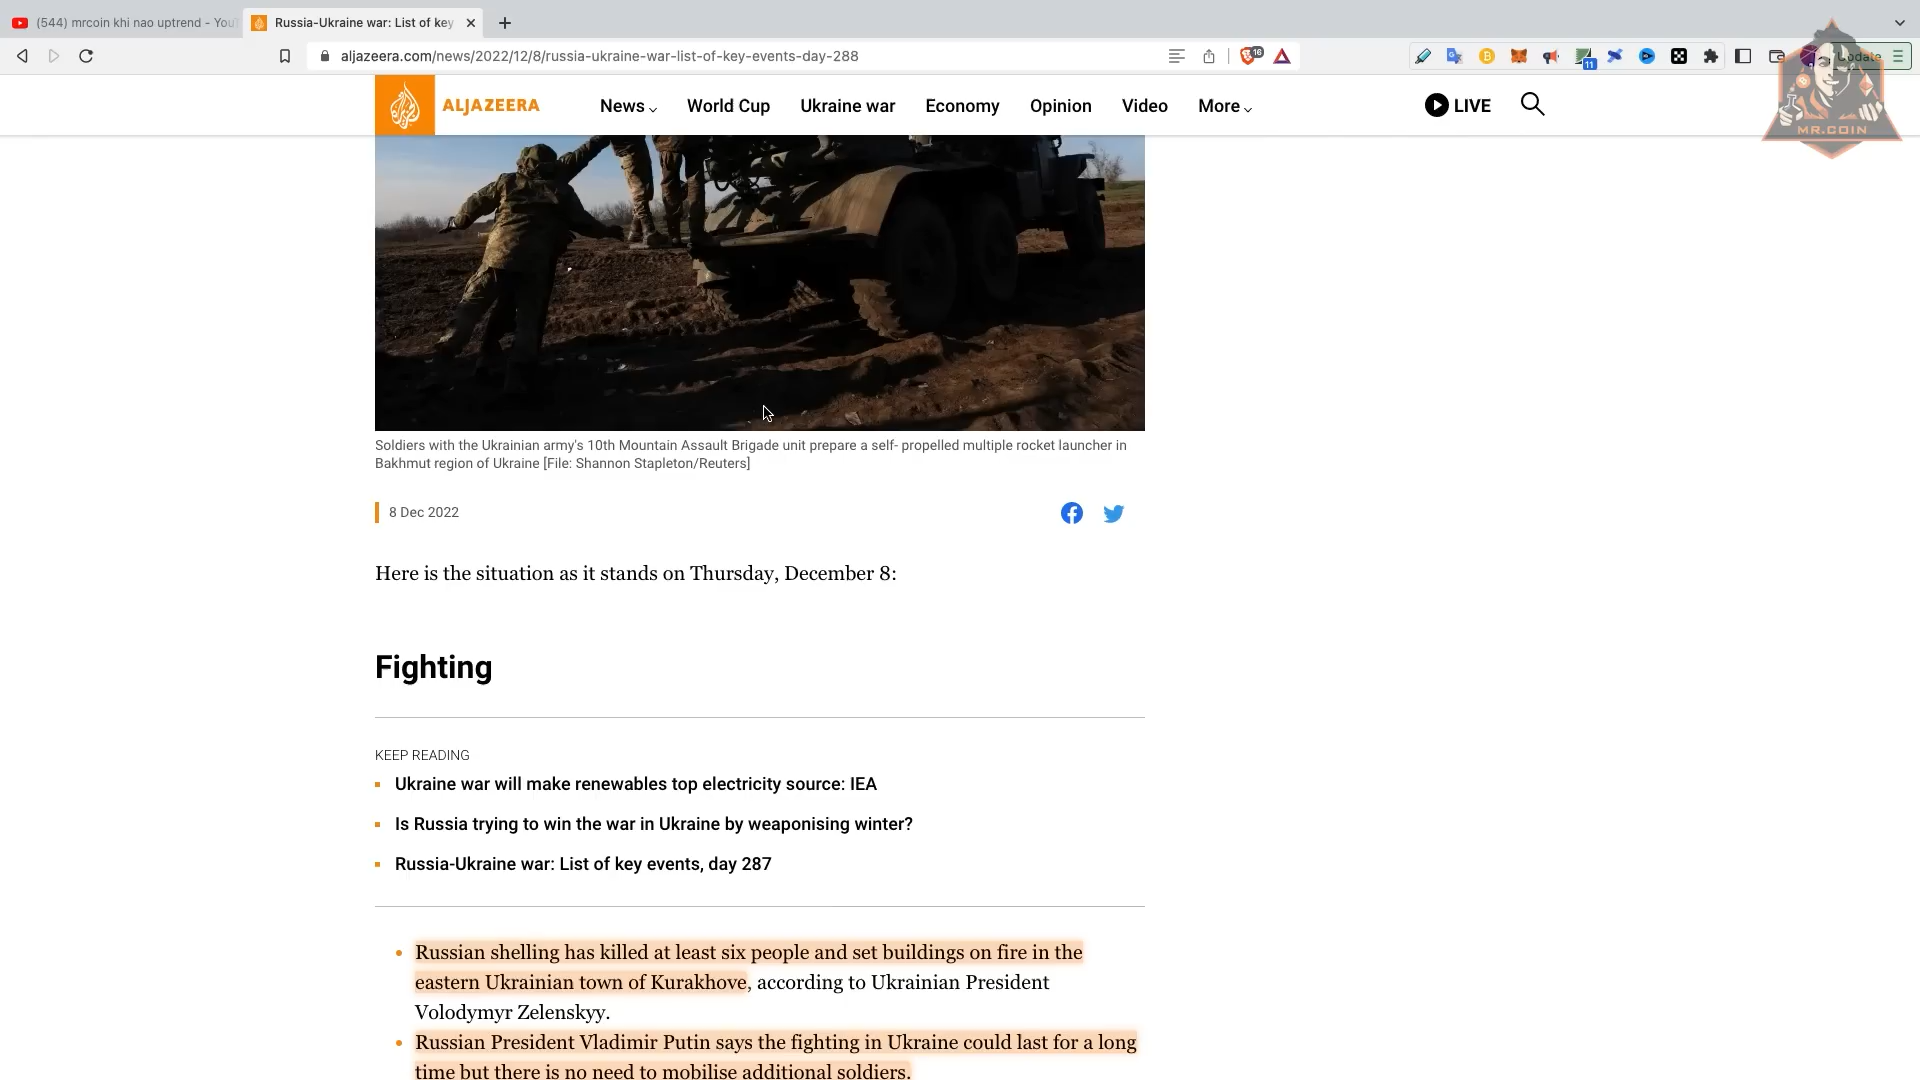 (544) mrcoin khi nao uptrend - You
Russia-Ukraine war: List of key
aljazeera.com/news/2022/12/8/russia-ukraine-war-list-of-key-events-day-288
16
11
Update
ALJAZEERA
News
World Cup
Ukraine war
Economy
Opinion
Video
More
LIVE
MR.COIN
Soldiers with the Ukrainian army's 10th Mountain Assault Brigade unit prepare a self- propelled multiple rocket launcher in
Bakhmut region of Ukraine [File: Shannon Stapleton/Reuters]
8 Dec 2022
Here is the situation as it stands on Thursday, December 8:
Fighting
KEEP READING
Ukraine war will make renewables top electricity source: IEA
Is Russia trying to win the war in Ukraine by weaponising winter?
Russia-Ukraine war: List of key events, day 287
Russian shelling has killed at least six people and set buildings on fire in the
eastern Ukrainian town of Kurakhove, according to Ukrainian President
Volodymyr Zelenskyy.
Russian President Vladimir Putin says the fighting in Ukraine could last for a long
time but there is no need to mobilise additional soldiers.